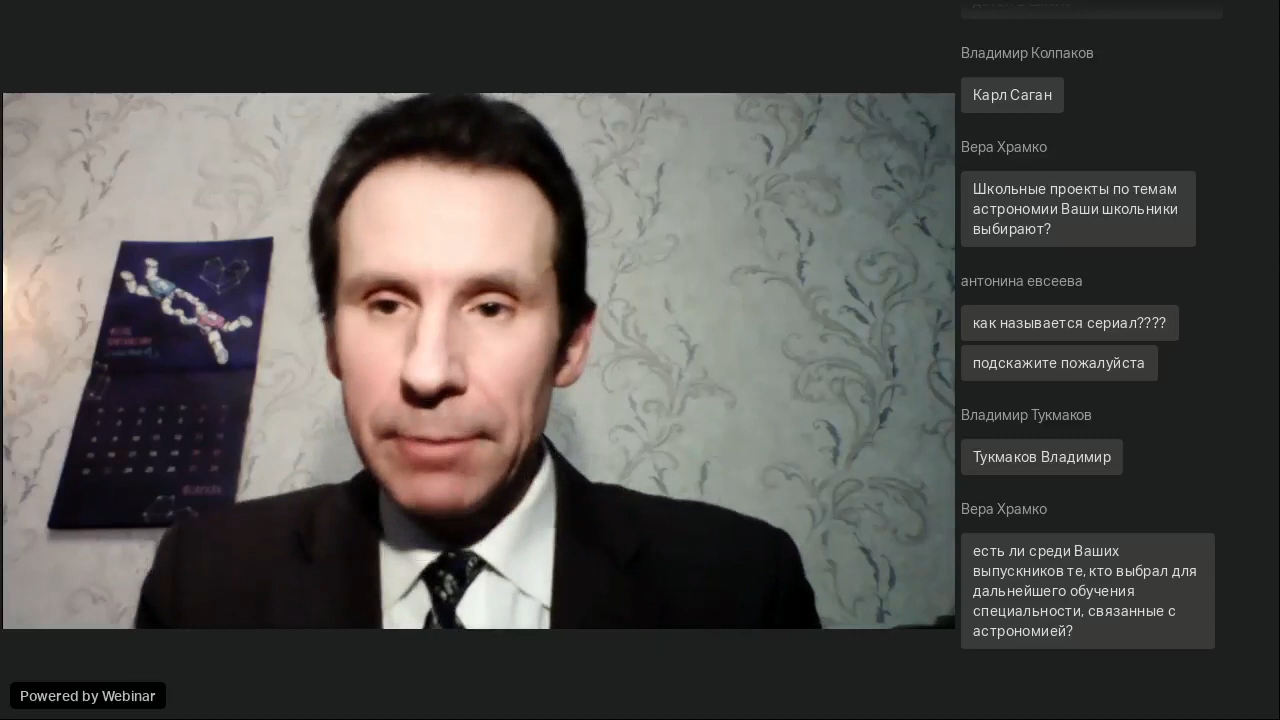 Владимир Колпаков
Карл Саган
Вера Храмко
Школьные проекты по темам
астрономии Ваши школьники
выбирают?
антонина евсеева
как называется сериал????
подскажите пожалуйста
Владимир Тукмаков
Тукмаков Владимир
Вера Храмко
есть ли среди Ваших
выпускников те, кто выбрал для
дальнейшего обучения
специальности, связанные с
астрономией?
Powered by Webinar